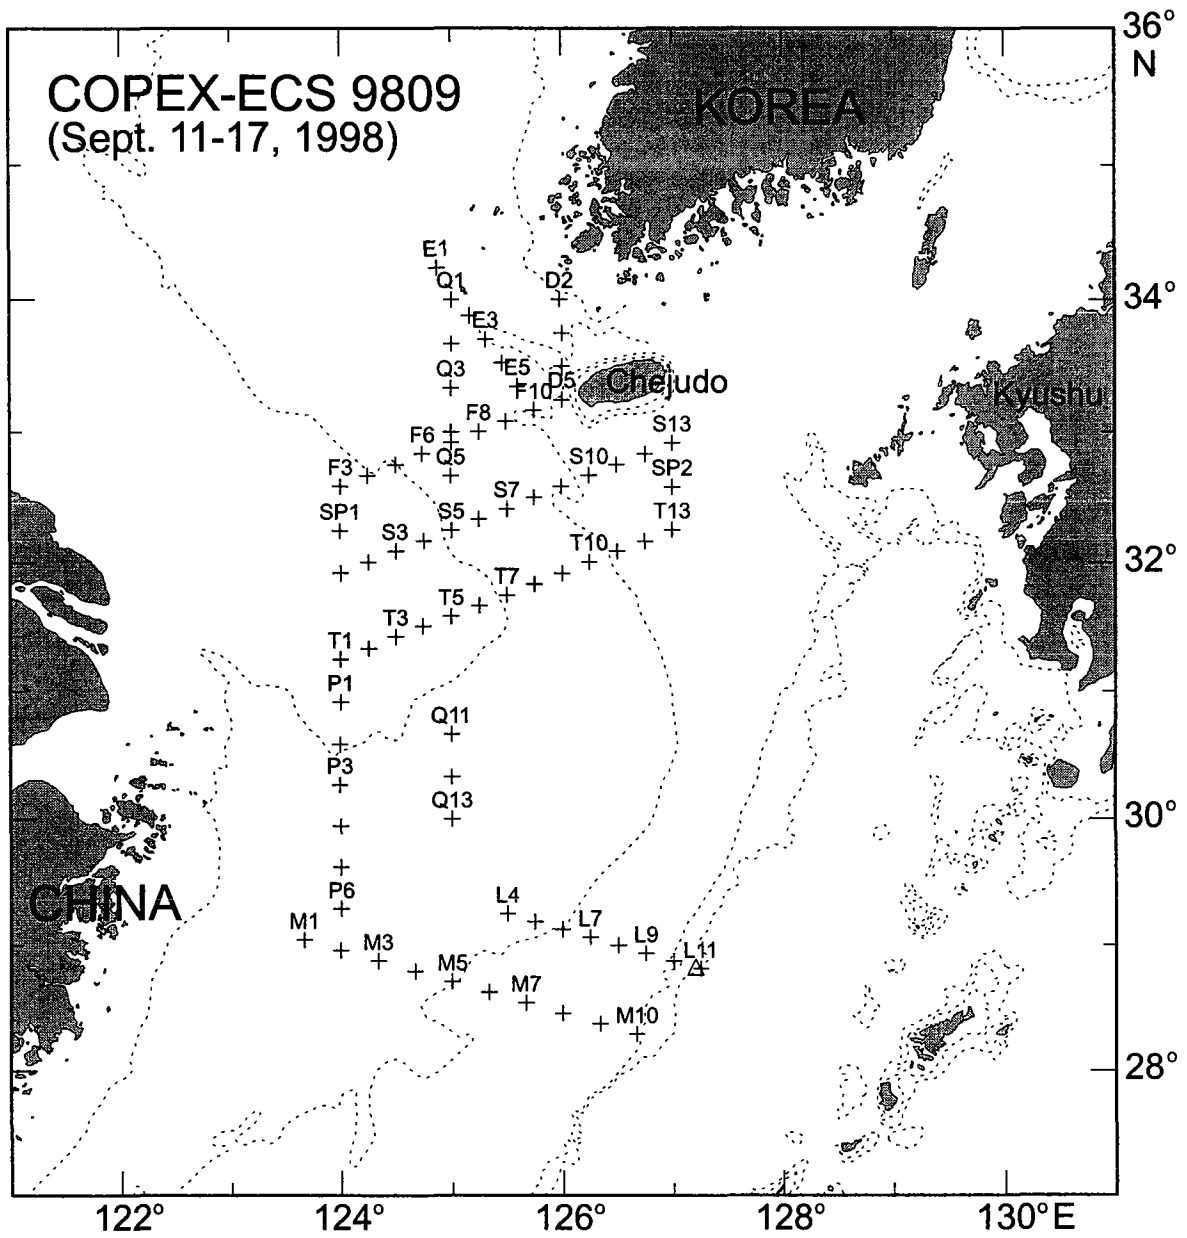 36°
N
COPEX-ECS 9809
(Sept. 11-17, 1998)
KOREA
E1
Q1
D2
34°
E3
Q3
E5
D5
Chejudo
F10
Kyushu
F8
F6
S13
Q5
S10
F3
SP2
S7
SP1
S5
T13
S3
T10
32°
T7
T5
T3
T1
P1
Q11
P3
Q13
30°
P6
CHINA
L4
M1
L7
M3
L9
L11
M5
M7
M10
28°
122°
124°
126°
128°
130°E